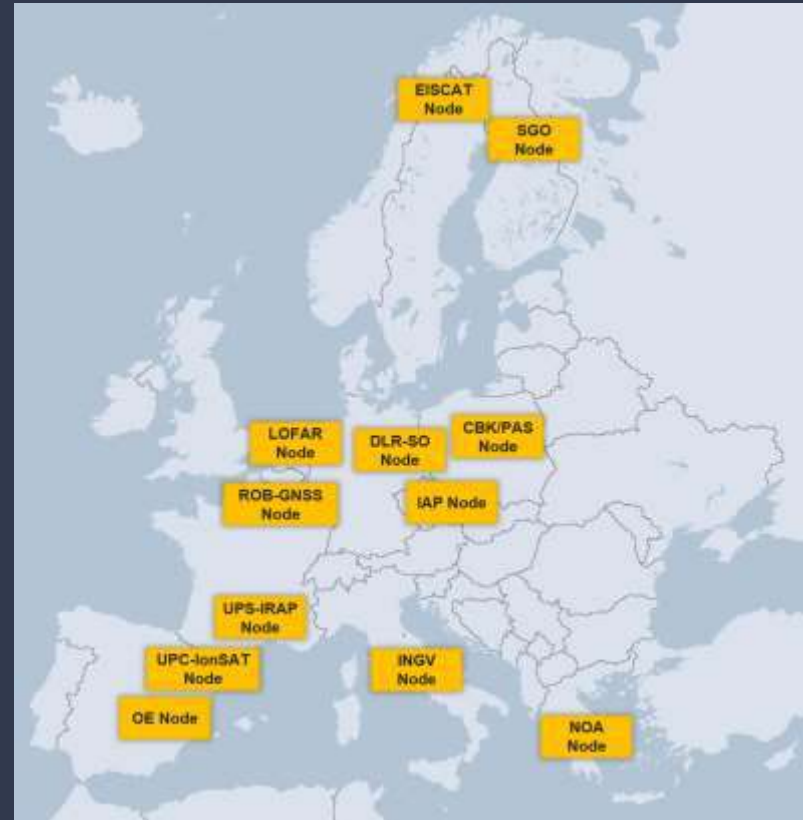 EISCAT
Node
SGO
Node
LOFAR
Node
DLR-SO
Node
CBK/PAS
Node
ROB-GNSS
Node
IAP Node
UPS-IRAP
Node
UPC-IonSAT
Node
INGV
Node
OE Node
NOA
Node